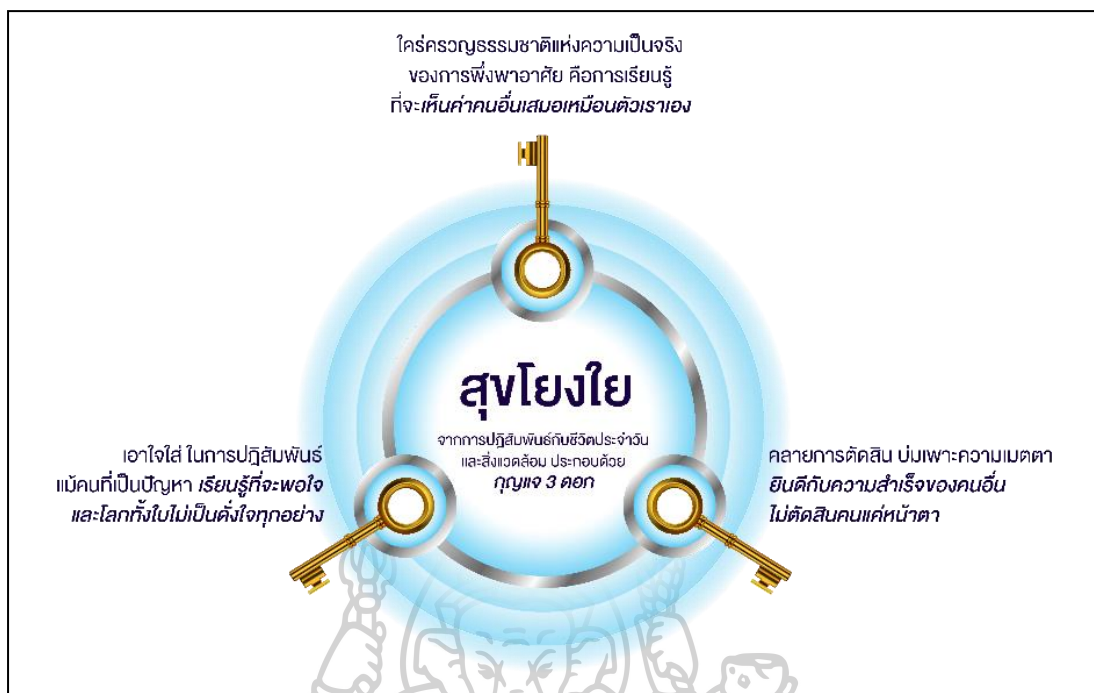 ใคร่ครวญธรรมชาติแห่งความเป็นจริง
ของการพึ่งพาอาศัย คือการเรียนรู้
ที่จะเห็นค่าคนอื่นเสมอเหมือนตัวเราเอง
สุขโยงใย
จากการปฎิสัมพันธ์กับชีวิตประจำวัน
และสิ่งแวดล้อม ประกอบด้วย
กุญแจ 3 ดอก
เอาใจใส่ ในการปฎิสัมพันธ์
แม้คนที่เป็นปัญหา เรียนรู้ที่จะพอใจ
และโลกทั้งใบไม่เป็นดั่งใจทุกอย่าง
คลายการตัดสิน บ่มเพาะความเมตตา
ยินดีกับความสำเร็จของคนอื่น
ไม่ตัดสินคนแค่หน้าตา